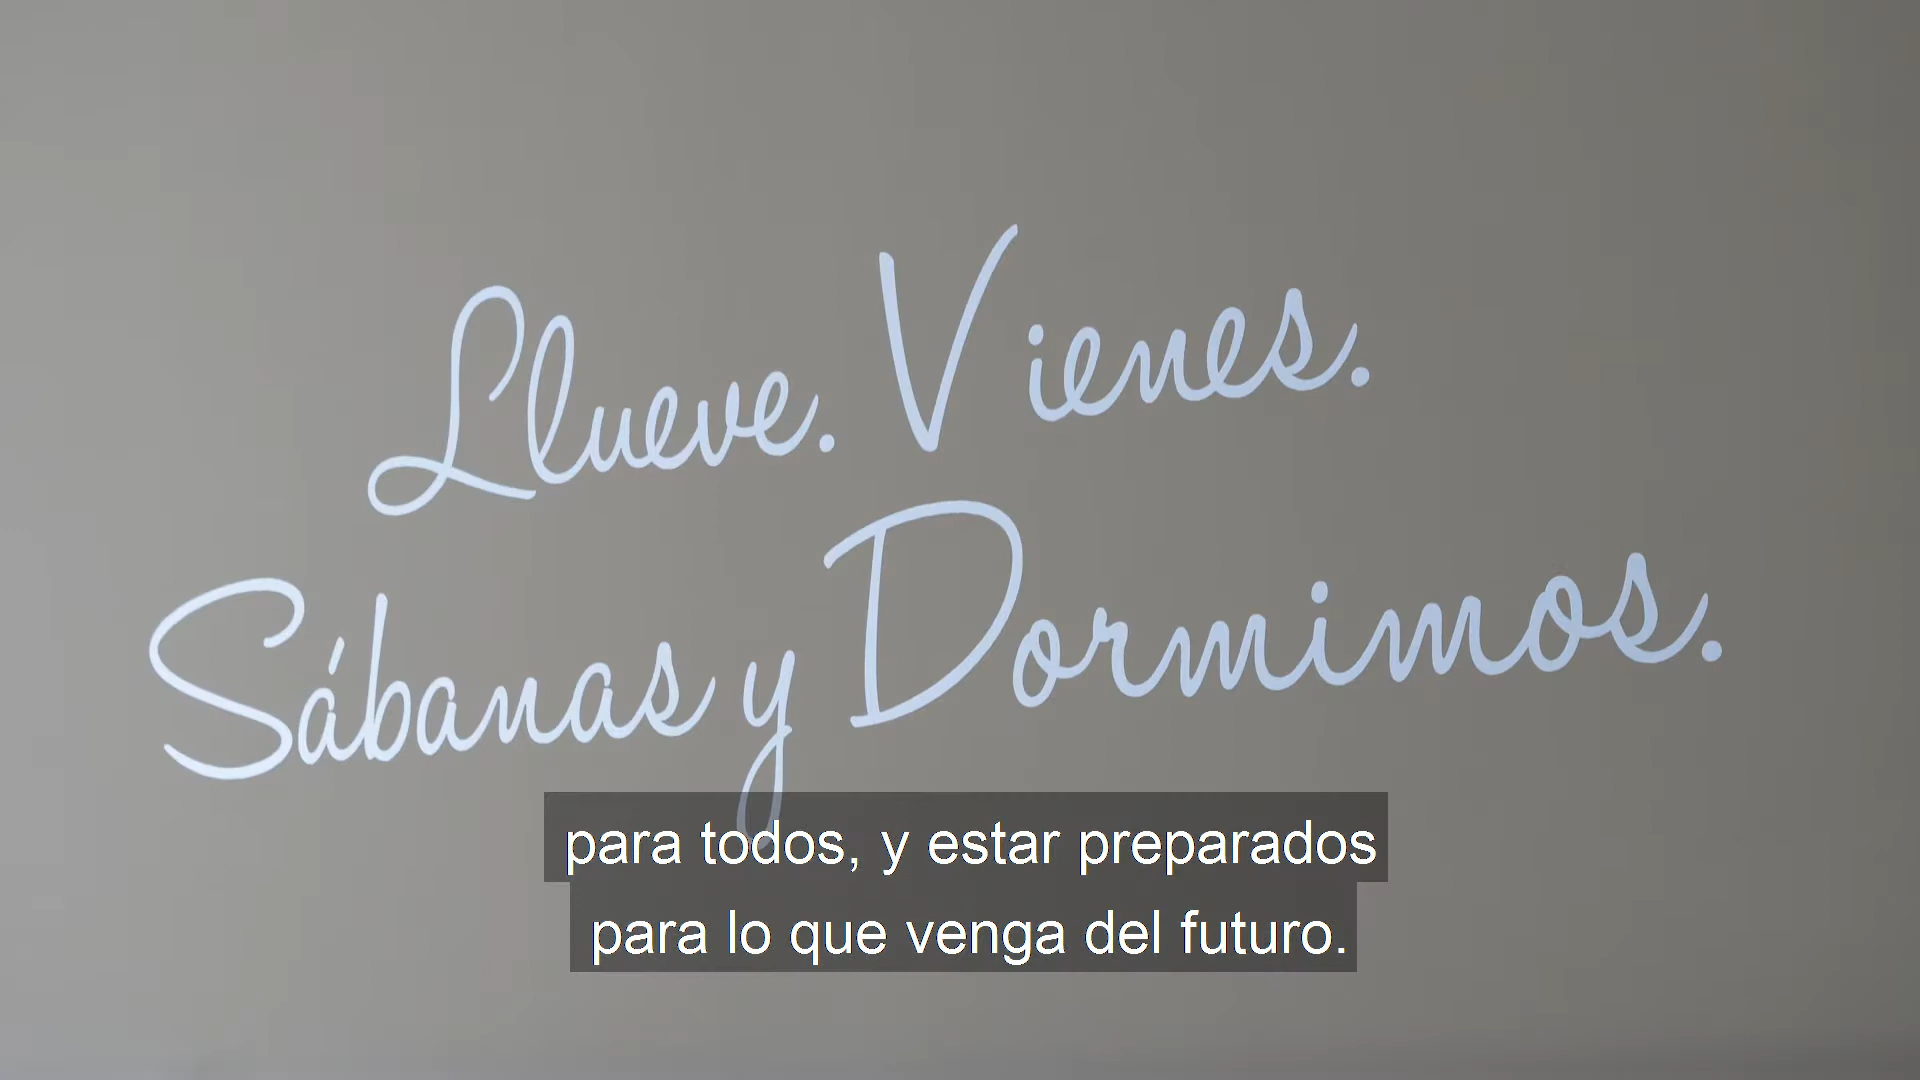 Llueve. Vienes.
Sábanas y Dormimos.
para todos, y estar preparados
para lo que venga del futuro.